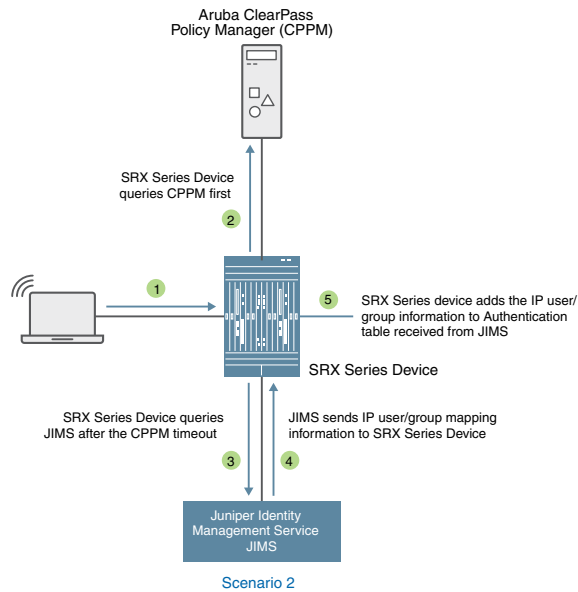 Aruba ClearPass
Policy Manager (CPPM)
SRX Series Device
queries CPPM first
2
1
5
SRX Series device adds the IP user/
group information to Authentication
table received from JIMS
SRX Series Device
SRX Series Device queries
JIMS after the CPPM timeout
JIMS sends IP user/group mapping
information to SRX Series Device
3
4
Juniper Identity
Management Service
JIMS
Scenario 2